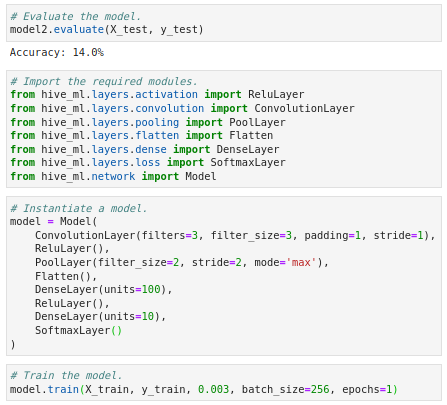 # Evaluate the model.
model2.evaluate(X_test, y_test)
Accuracy: 14.0%
# Import the required modules.
from hive_ml.layers.activation import ReluLayer
from hive_ml.layers.convolution import ConvolutionLayer
from hive_ml.layers.pooling import PoolLayer
from hive_ml.layers.flatten import Flatten
from hive_ml.layers.dense import DenseLayer
from hive_ml.layers.loss import SoftmaxLayer
from hive_ml.network import Model
# Instantiate a model.
model = Model(
    ConvolutionLayer(filters=3, filter_size=3, padding=1, stride=1),
    ReluLayer(),
    PoolLayer(filter_size=2, stride=2, mode='max'),
    Flatten(),
    DenseLayer(units=100),
    ReluLayer(),
    DenseLayer(units=10),
    SoftmaxLayer()
)
# Train the model.
model.train(X_train, y_train, 0.003, batch_size=256, epochs=1)